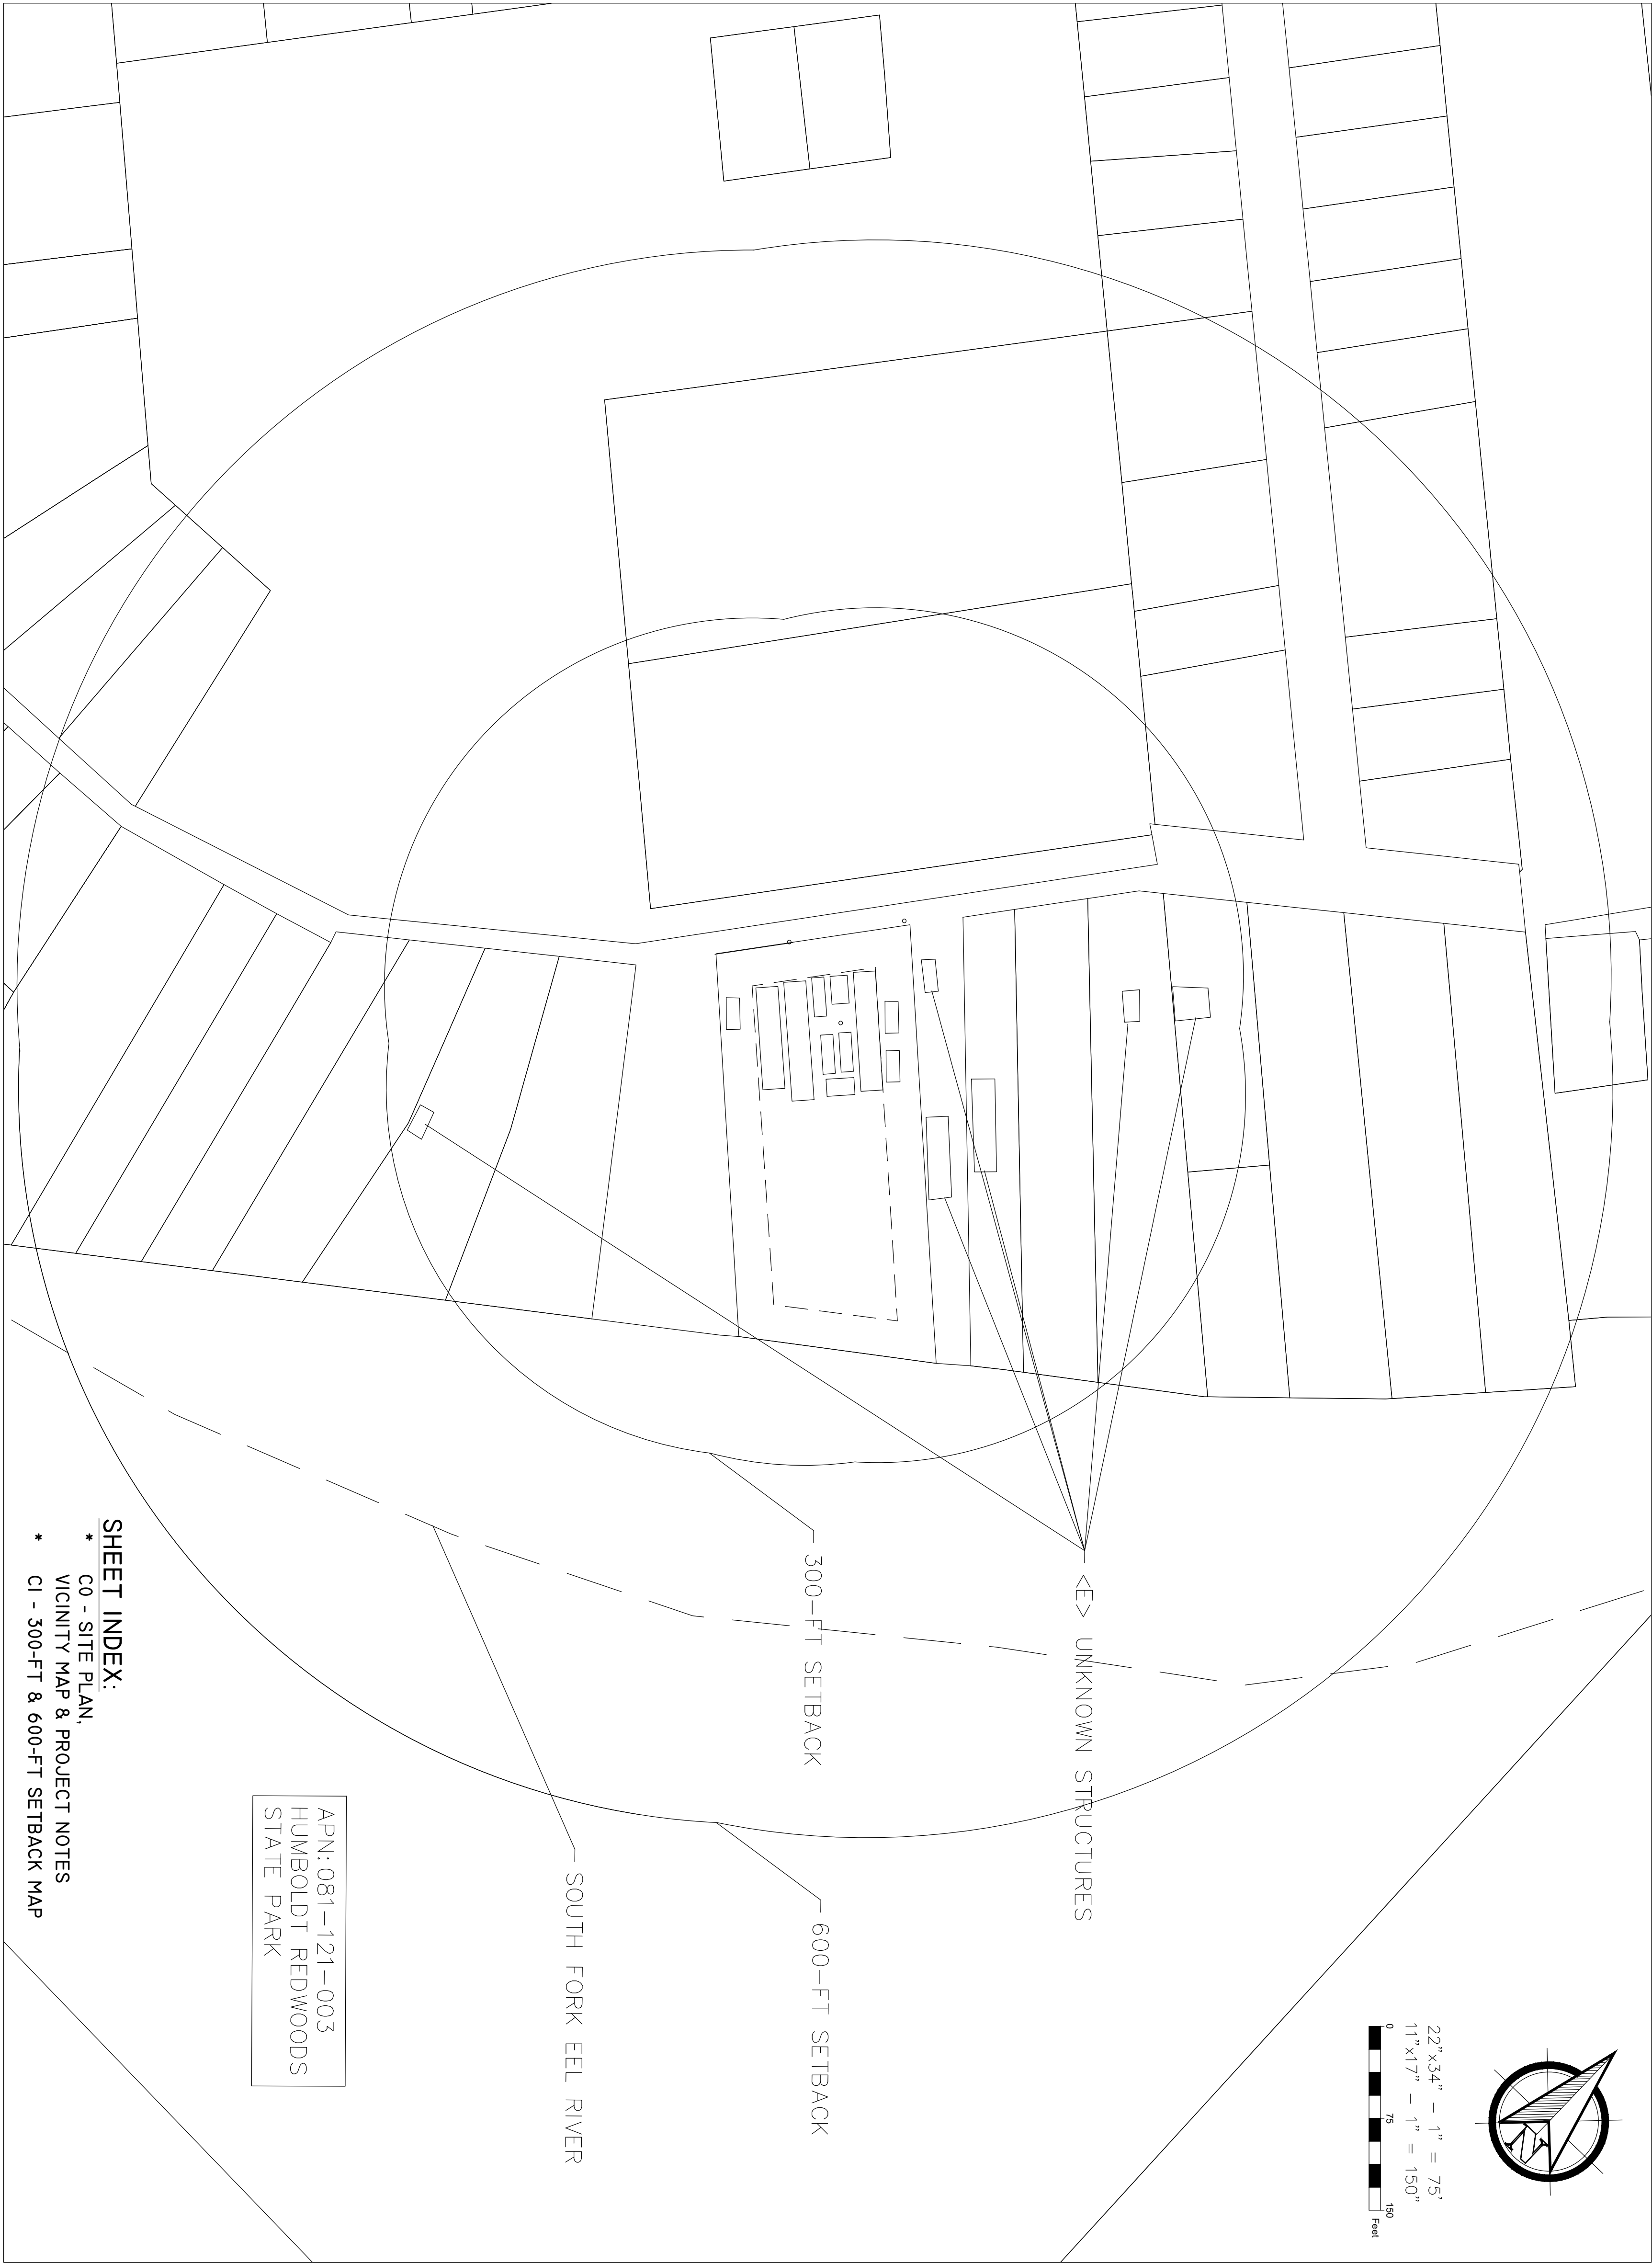 <E> UNKNOWN STRUCTURES
300-FT SETBACK
600-FT SETBACK
SOUTH FORK EEL RIVER
APN: 081-121-003
HUMBOLDT REDWOODS
STATE PARK
SHEET INDEX:
* C0 - SITE PLAN,
VICINITY MAP & PROJECT NOTES
* C1 - 300-FT & 600-FT SETBACK MAP
N
22"x34" - 1" = 75'
11"x17" - 1" = 150"
0 75 150
Feet